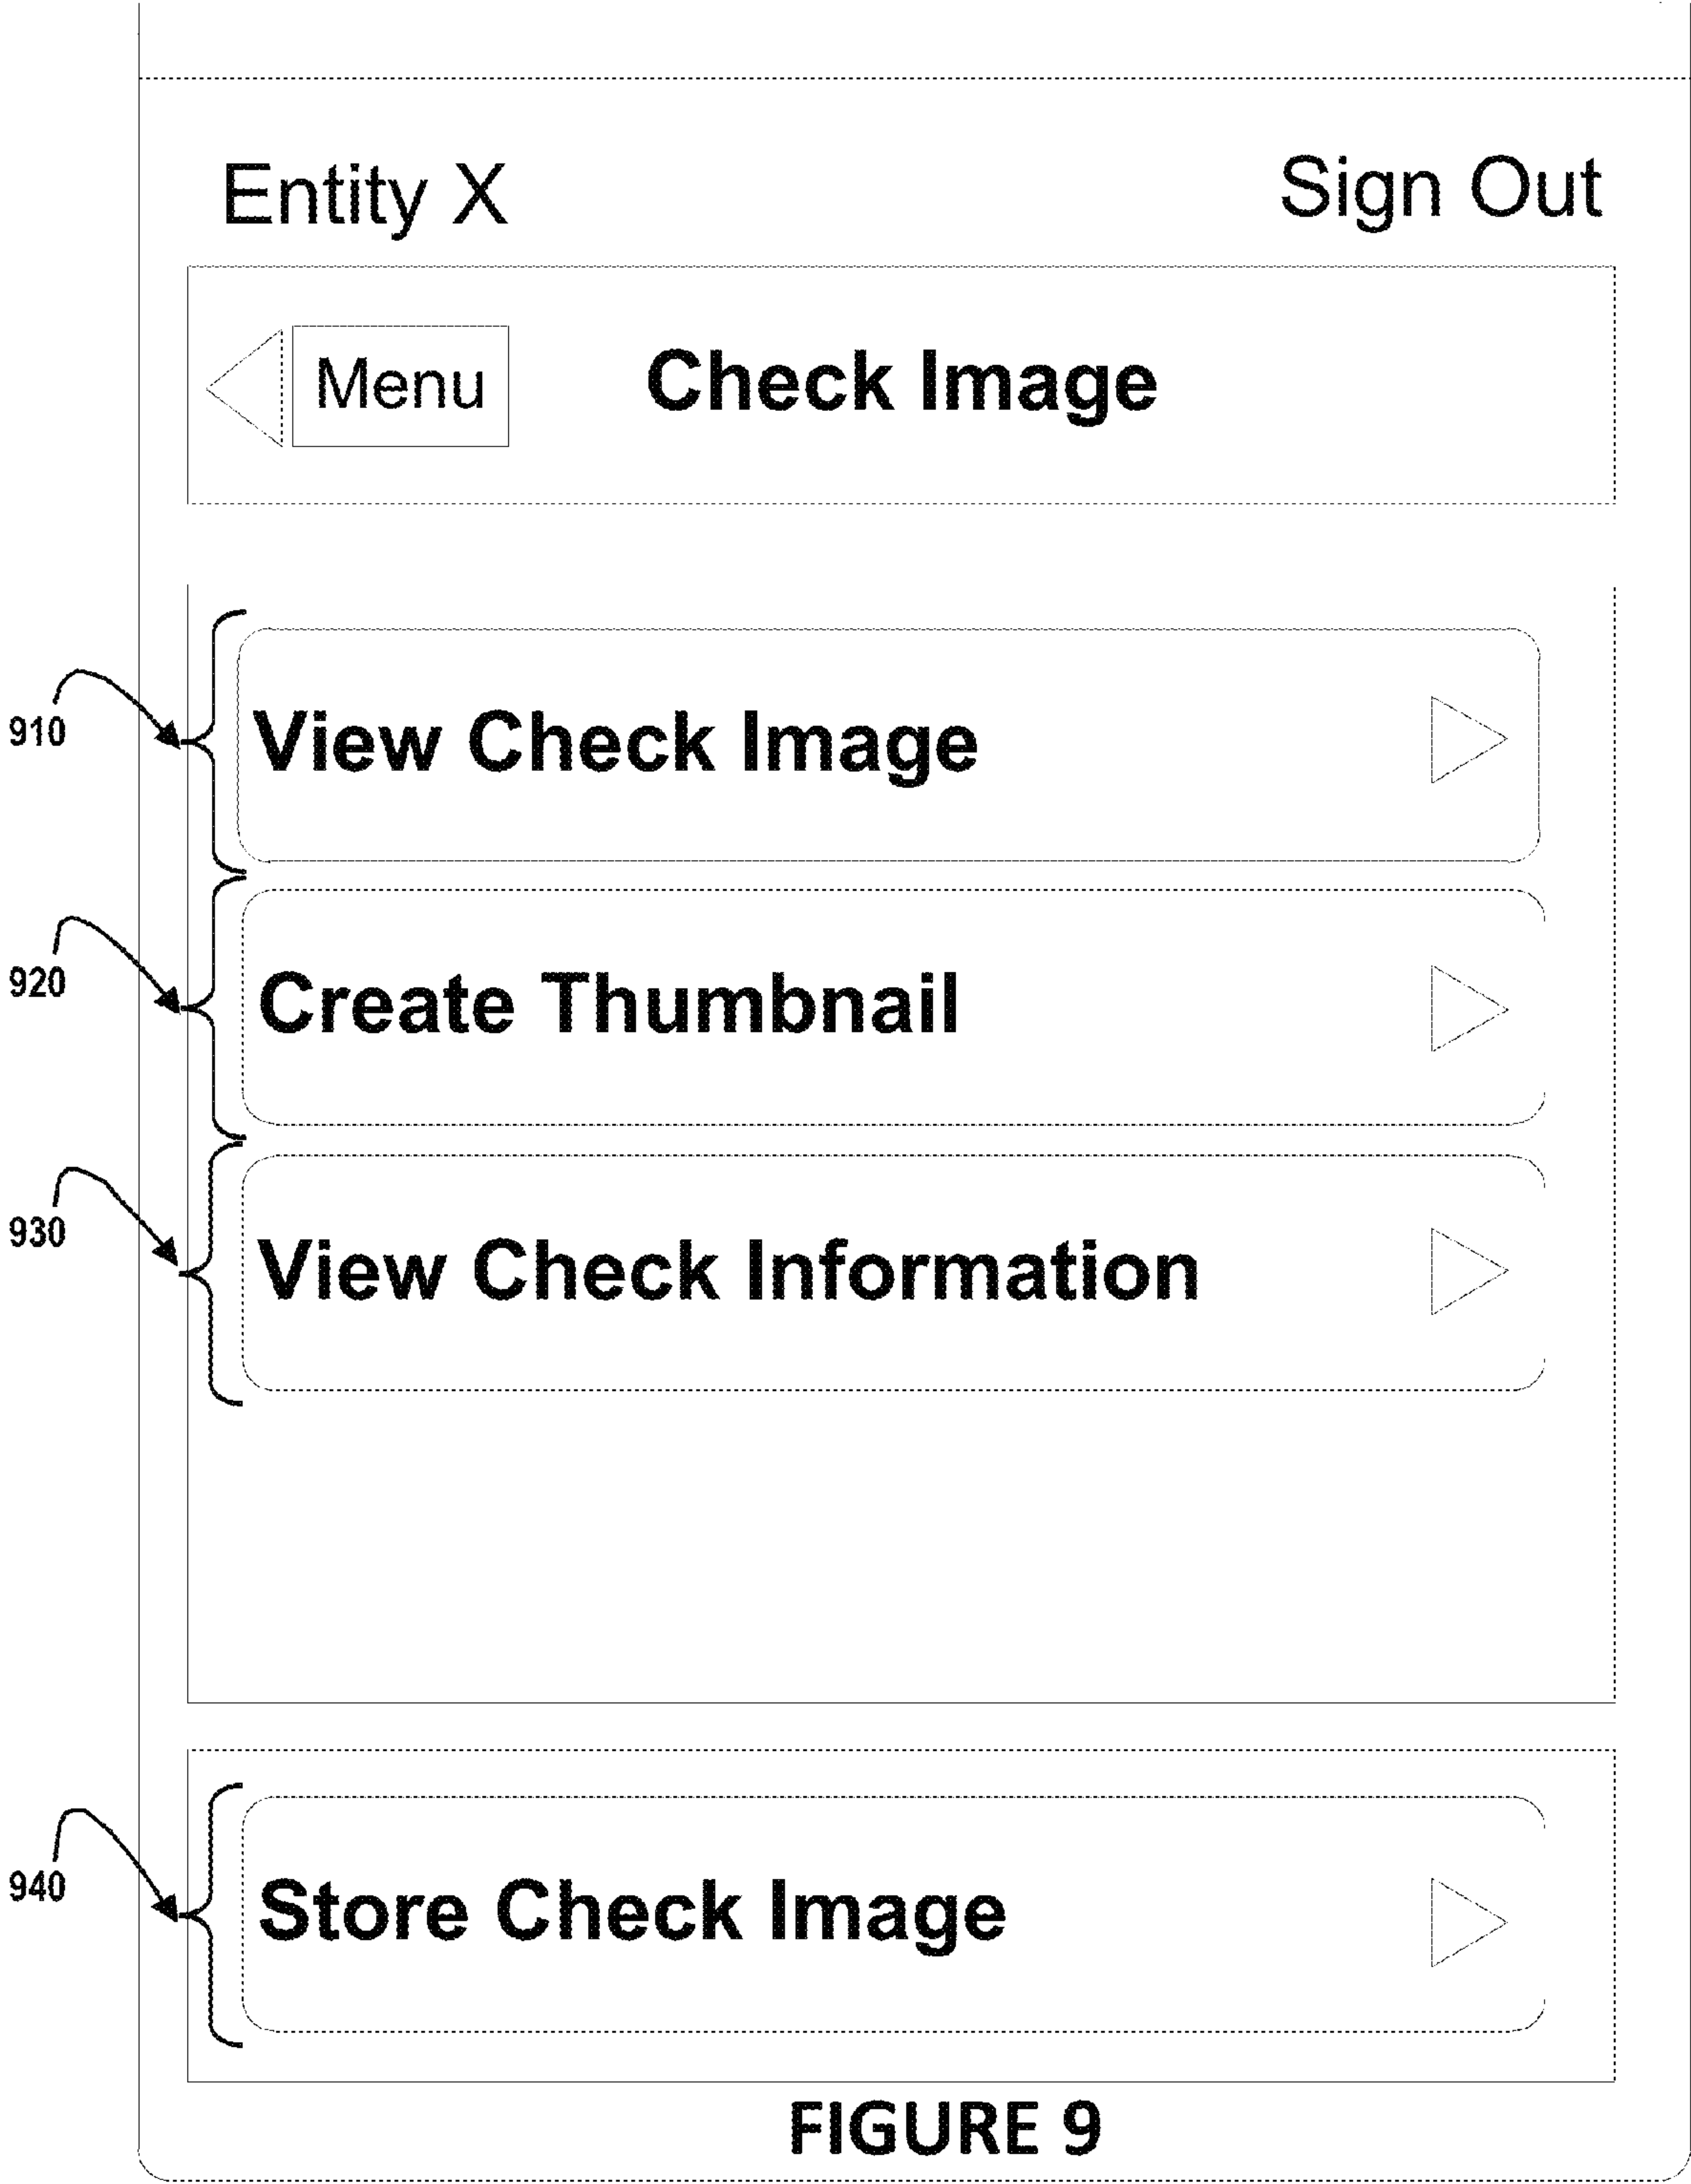 Entity X Sign Out
Menu Check Image
910 View Check Image
920 Create Thumbnail
930 View Check Information
940 Store Check Image
FIGURE 9